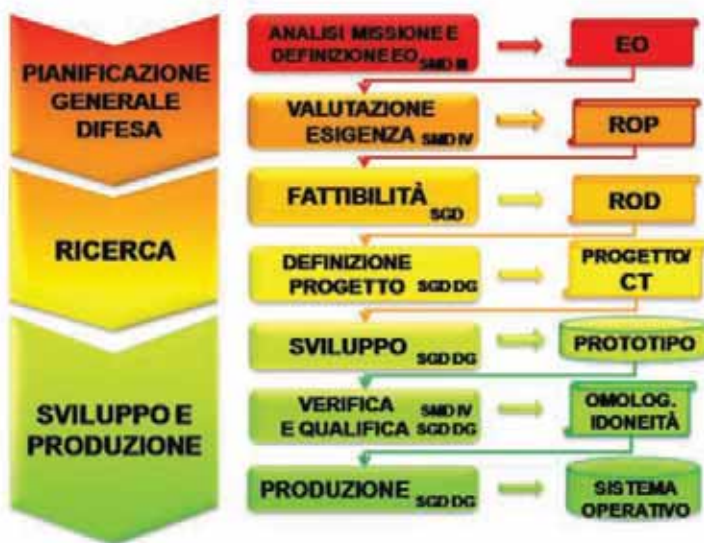 PIANIFICAZIONE
GENERALE
DIFESA
ANALISI MISSIONE E
DEFINIZIONE EO SMD III
EO
VALUTAZIONE
ESIGENZA SMD IV
ROP
RICERCA
FATTIBILITÀ
SGD
ROD
DEFINIZIONE
PROGETTO SGD DG
PROGETTO/
CT
SVILUPPO E
PRODUZIONE
SVILUPPO
SGD DG
PROTOTIPO
VERIFICA SMD IV
E QUALIFICA SGD DG
OMOLOG.
IDONEITÀ
PRODUZIONE
SGD DG
SISTEMA
OPERATIVO